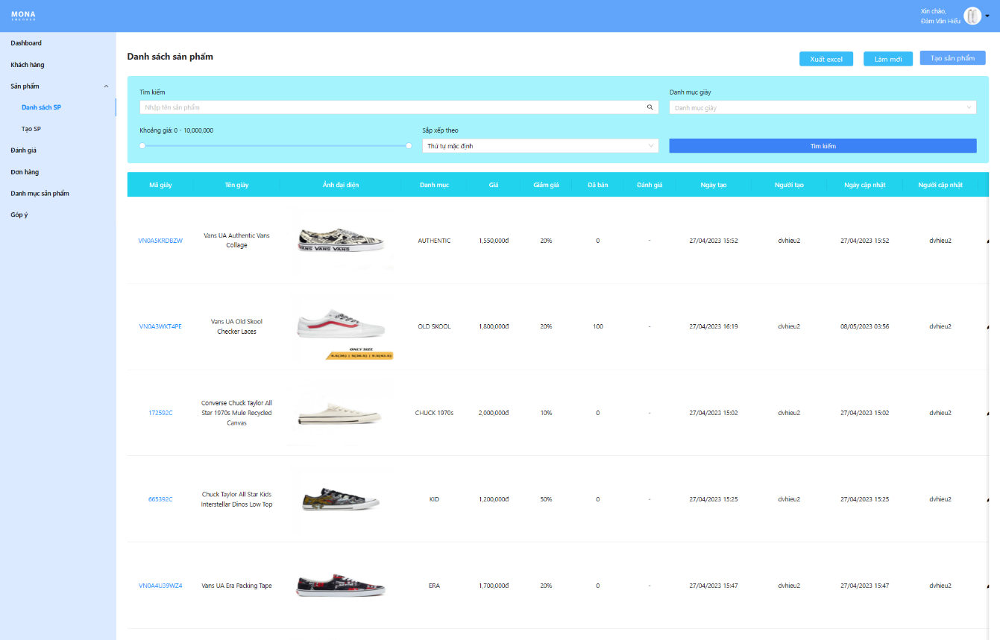 MONA
SNEAKER
Xin chào,
Đàm Văn Hiếu
Dashboard
Khách hàng
Sản phẩm
Danh sách SP
Tạo SP
Đánh giá
Đơn hàng
Danh mục sản phẩm
Góp ý
Danh sách sản phẩm
Xuất excel
Làm mới
Tạo sản phẩm
Tìm kiếm
Nhập tên sản phẩm
Danh mục giày
Danh mục giày
Khoảng giá: 0 - 10,000,000
Sắp xếp theo
Thứ tự mặc định
Tìm kiếm
Mã giày Tên giày Ảnh đại diện Danh mục Giá Giảm giá Đã bán Đánh giá Ngày tạo Người tạo Ngày cập nhật Người cập nhật
VN0A5KRDBZW Vans UA Authentic Vans
Collage
VANS VANS VANS
AUTHENTIC 1,550,000đ 20% 0 - 27/04/2023 15:52 dvhieu2 27/04/2023 15:52 dvhieu2
VN0A3WKT4PE Vans UA Old Skool
Checker Laces
OLD SKOOL 1,800,000đ 20% 100 - 27/04/2023 16:19 dvhieu2 08/05/2023 03:56 dvhieu2
ONLY SIZE
172592C Converse Chuck Taylor All
Star 1970s Mule Recycled
Canvas
CHUCK 1970s 2,000,000đ 10% 0 - 27/04/2023 15:02 dvhieu2 27/04/2023 15:02 dvhieu2
665392C Chuck Taylor All Star Kids
Interstellar Dinos Low Top
KID 1,200,000đ 50% 0 - 27/04/2023 15:25 dvhieu2 27/04/2023 15:25 dvhieu2
VN0A4U39WZ4 Vans UA Era Packing Tape ERA 1,700,000đ 20% 0 - 27/04/2023 15:47 dvhieu2 27/04/2023 15:47 dvhieu2